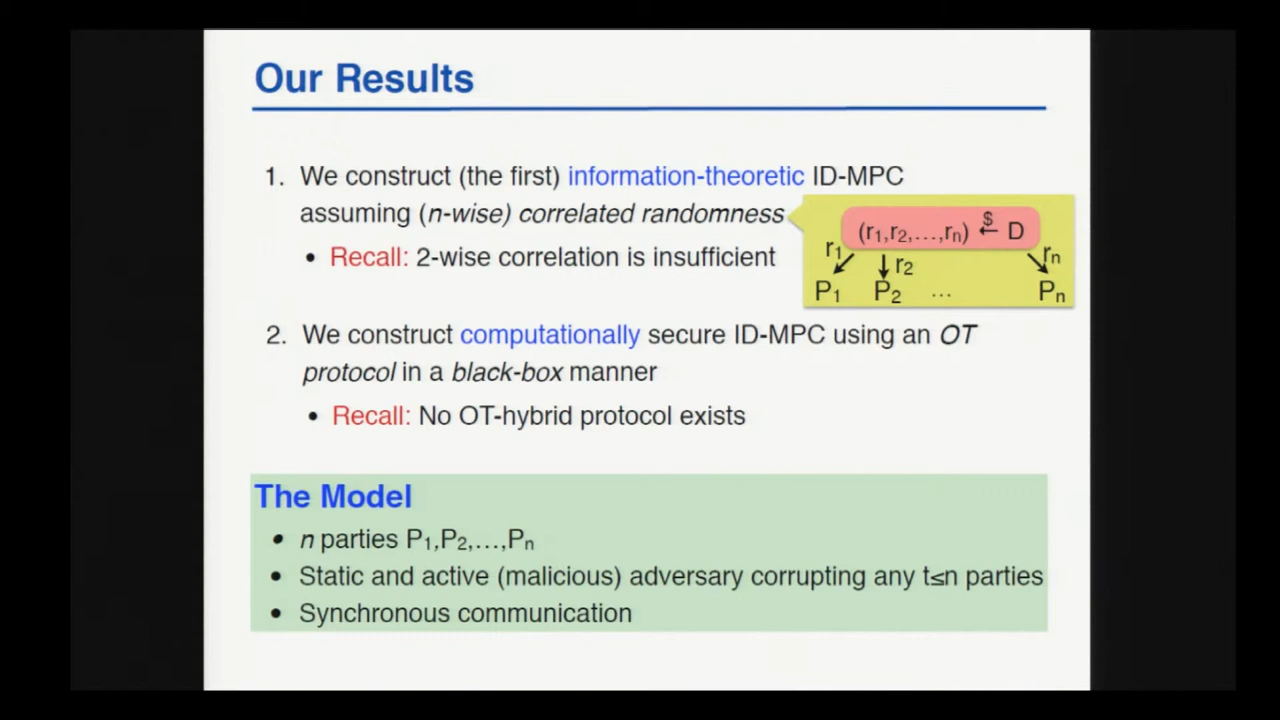 Our Results
1. We construct (the first) information-theoretic ID-MPC
assuming (n-wise) correlated randomness
• Recall: 2-wise correlation is insufficient
(r₁,r₂,…,rₙ) $← D
r₁ r₂ rₙ
P₁ P₂ … Pₙ
2. We construct computationally secure ID-MPC using an OT
protocol in a black-box manner
• Recall: No OT-hybrid protocol exists
The Model
• n parties P₁,P₂,…,Pₙ
• Static and active (malicious) adversary corrupting any t≤n parties
• Synchronous communication